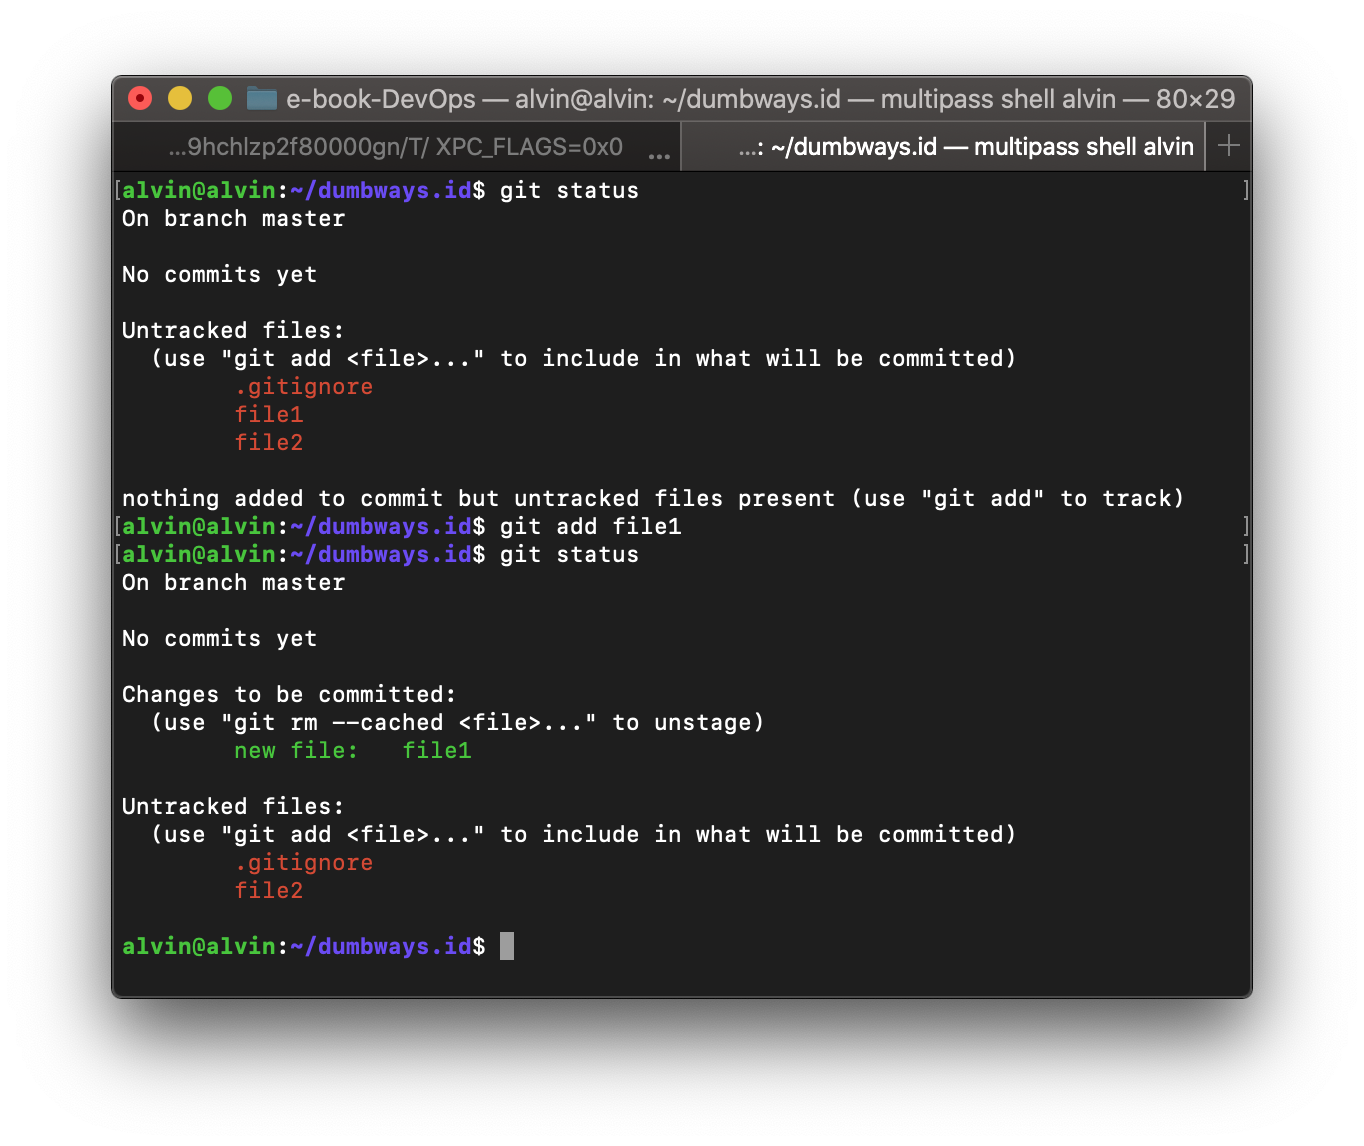 e-book-DevOps — alvin@alvin: ~/dumbways.id — multipass shell alvin — 80×29
...9hchlzp2f80000gn/T/ XPC_FLAGS=0x0 ... ...: ~/dumbways.id — multipass shell alvin +
[alvin@alvin:~/dumbways.id$ git status ]
On branch master
No commits yet
Untracked files:
  (use "git add <file>..." to include in what will be committed)
        .gitignore
        file1
        file2
nothing added to commit but untracked files present (use "git add" to track)
[alvin@alvin:~/dumbways.id$ git add file1 ]
[alvin@alvin:~/dumbways.id$ git status ]
On branch master
No commits yet
Changes to be committed:
  (use "git rm --cached <file>..." to unstage)
        new file:   file1
Untracked files:
  (use "git add <file>..." to include in what will be committed)
        .gitignore
        file2
alvin@alvin:~/dumbways.id$